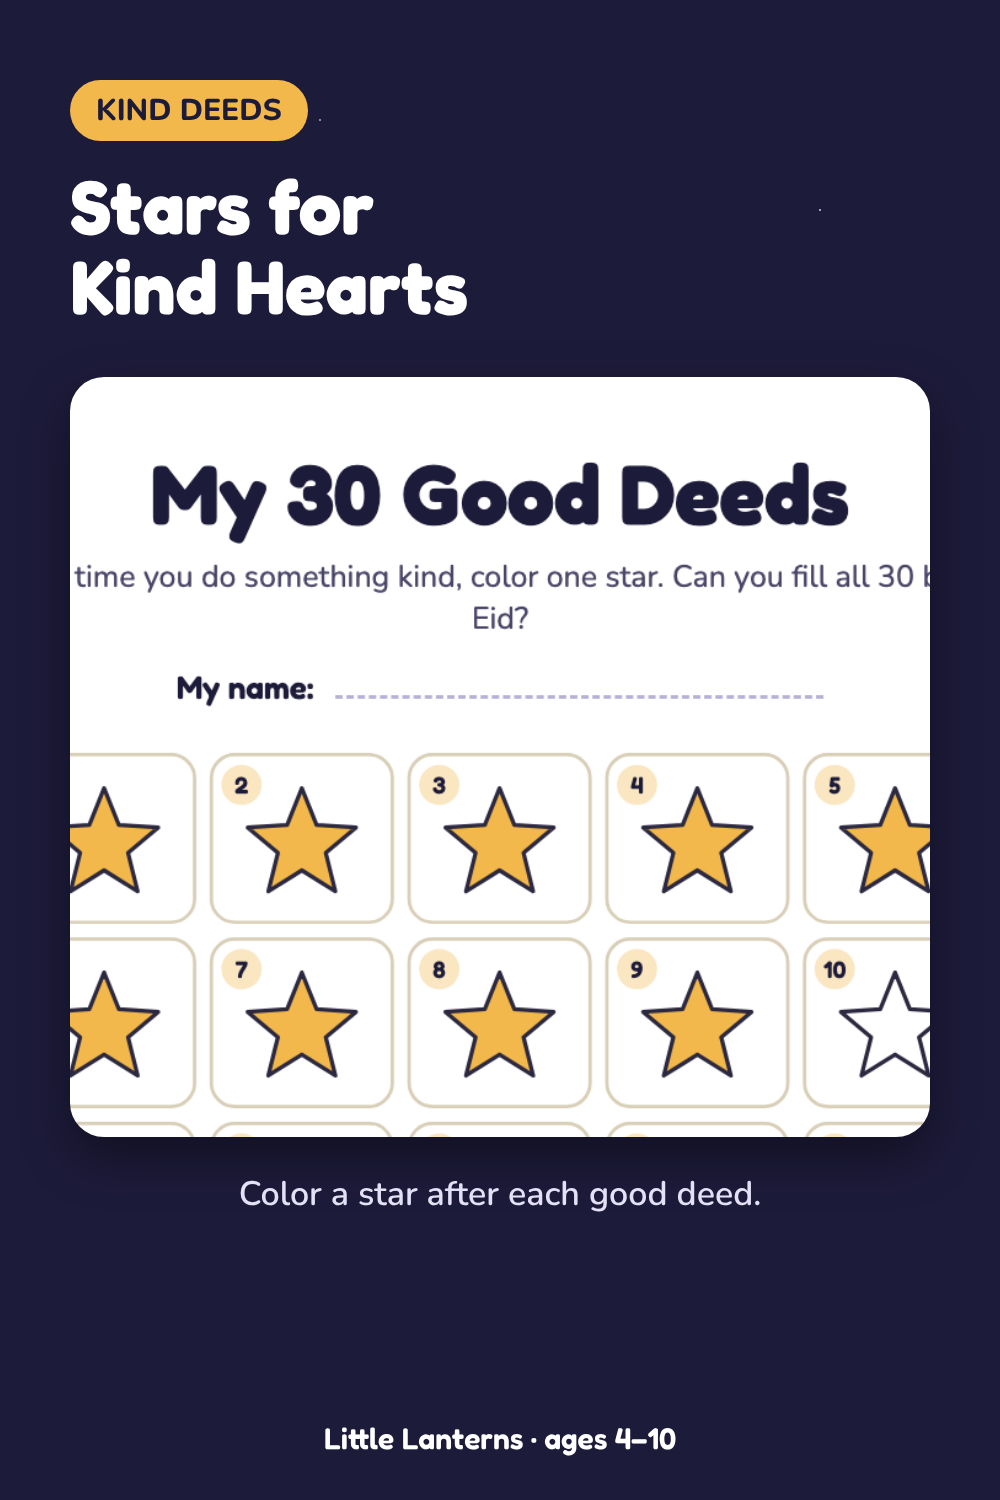 KIND DEEDS
Stars for
Kind Hearts
My 30 Good Deeds
time you do something kind, color one star. Can you fill all 30
Eid?
My name:
2 3 4 5
7 8 9 10
Color a star after each good deed.
Little Lanterns · ages 4–10